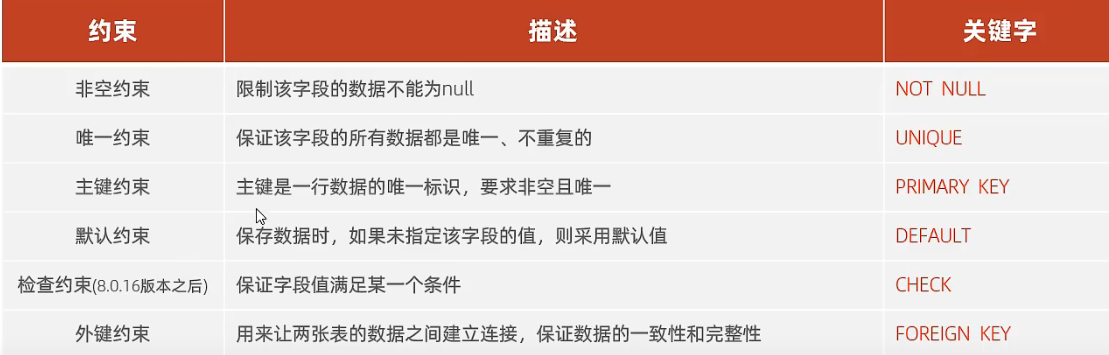 约束 描述 关键字
非空约束 限制该字段的数据不能为null NOT NULL
唯一约束 保证该字段的所有数据都是唯一、不重复的 UNIQUE
主键约束 主键是一行数据的唯一标识，要求非空且唯一 PRIMARY KEY
默认约束 保存数据时，如果未指定该字段的值，则采用默认值 DEFAULT
检查约束(8.0.16版本之后) 保证字段值满足某一个条件 CHECK
外键约束 用来让两张表的数据之间建立连接，保证数据的一致性和完整性 FOREIGN KEY